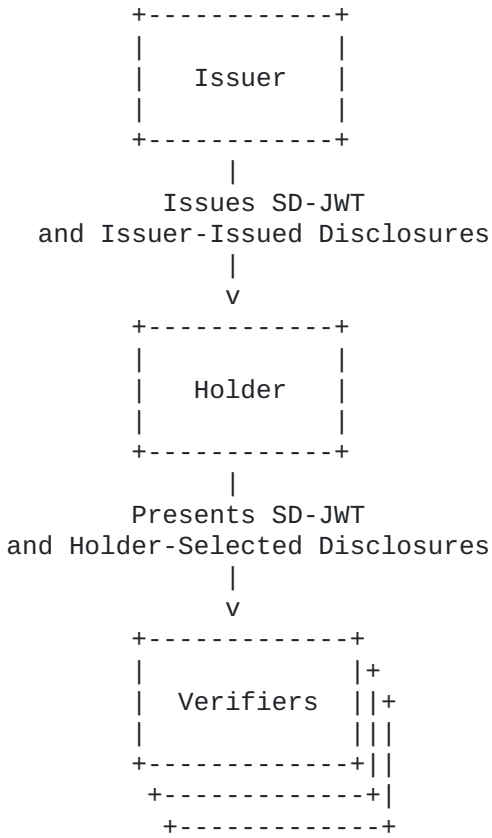 Issuer
Issues SD-JWT
and Issuer-Issued Disclosures
Holder
Presents SD-JWT
and Holder-Selected Disclosures
Verifiers